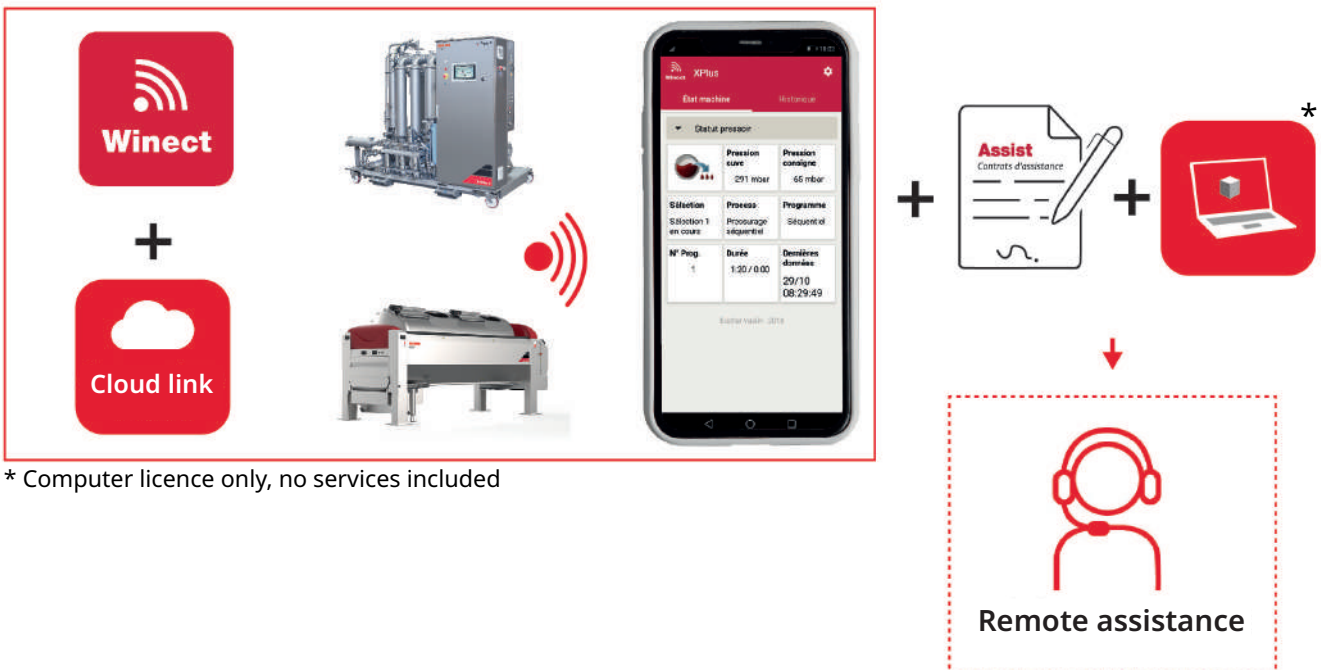 Winect
+
Cloud link
Winect
XPlus
État machine
Historique
Statut pressoir
Pression
cuve
-291 mbar
Pression
consigne
-65 mbar
Sélection
Sélection 1
en cours
Process
Pressurage
séquentiel
Programme
Séquentiel
N° Prog.
1
Durée
1:20 / 0:00
Dernières
données
29/10
08:29:49
+
Assist
Contrats d'assistance
+
*
Remote assistance
* Computer licence only, no services included